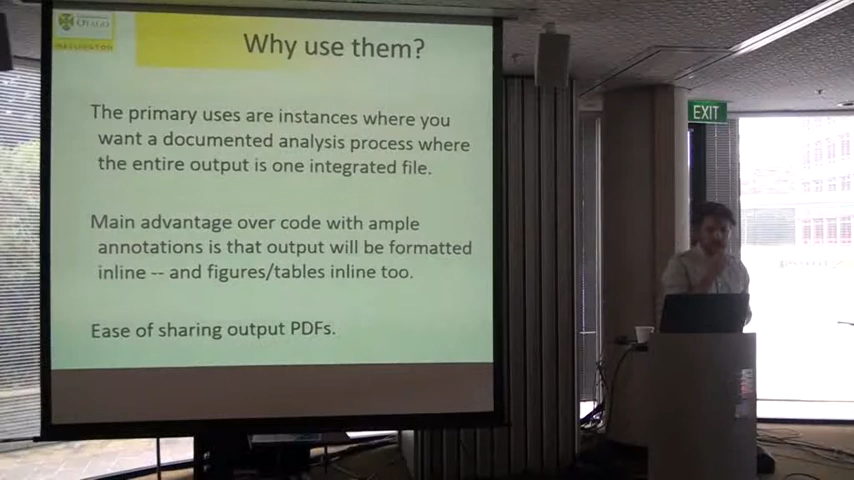 OTAGO
WELLINGTON
Why use them?
The primary uses are instances where you
want a documented analysis process where
the entire output is one integrated file.
Main advantage over code with ample
annotations is that output will be formatted
inline -- and figures/tables inline too.
Ease of sharing output PDFs.
EXIT